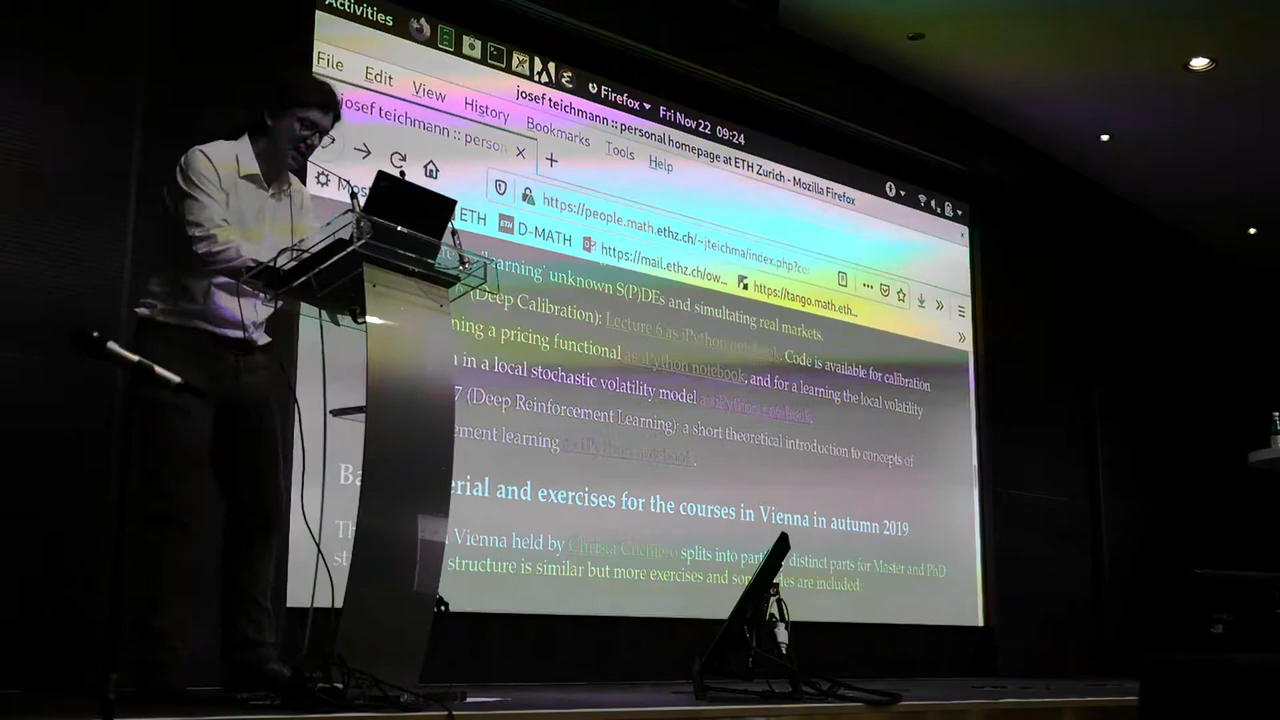 Activities
Firefox Fri Nov 22 09:24
josef teichmann :: personal homepage at ETH Zurich - Mozilla Firefox
File Edit View History Bookmarks Tools Help
josef teichmann :: person
https://people.math.ethz.ch/~jteichma/index.php?co
Mos
ETH D-MATH https://mail.ethz.ch/ow... https://tango.math.eth...
'learning' unknown S(P)DEs and simultating real markets.
(Deep Calibration): Lecture 6 as iPython notebook. Code is available for calibration
ning a pricing functional as iPython notebook, and for a learning the local volatility
in a local stochastic volatility model as iPython notebook.
7 (Deep Reinforcement Learning): a short theoretical introduction to concepts of
ement learning as iPython notebook.
Ba erial and exercises for the courses in Vienna in autumn 2019
Th Vienna held by Christa Cuchiero splits into distinct parts for Master and PhD
st structure is similar but more exercises and are included.